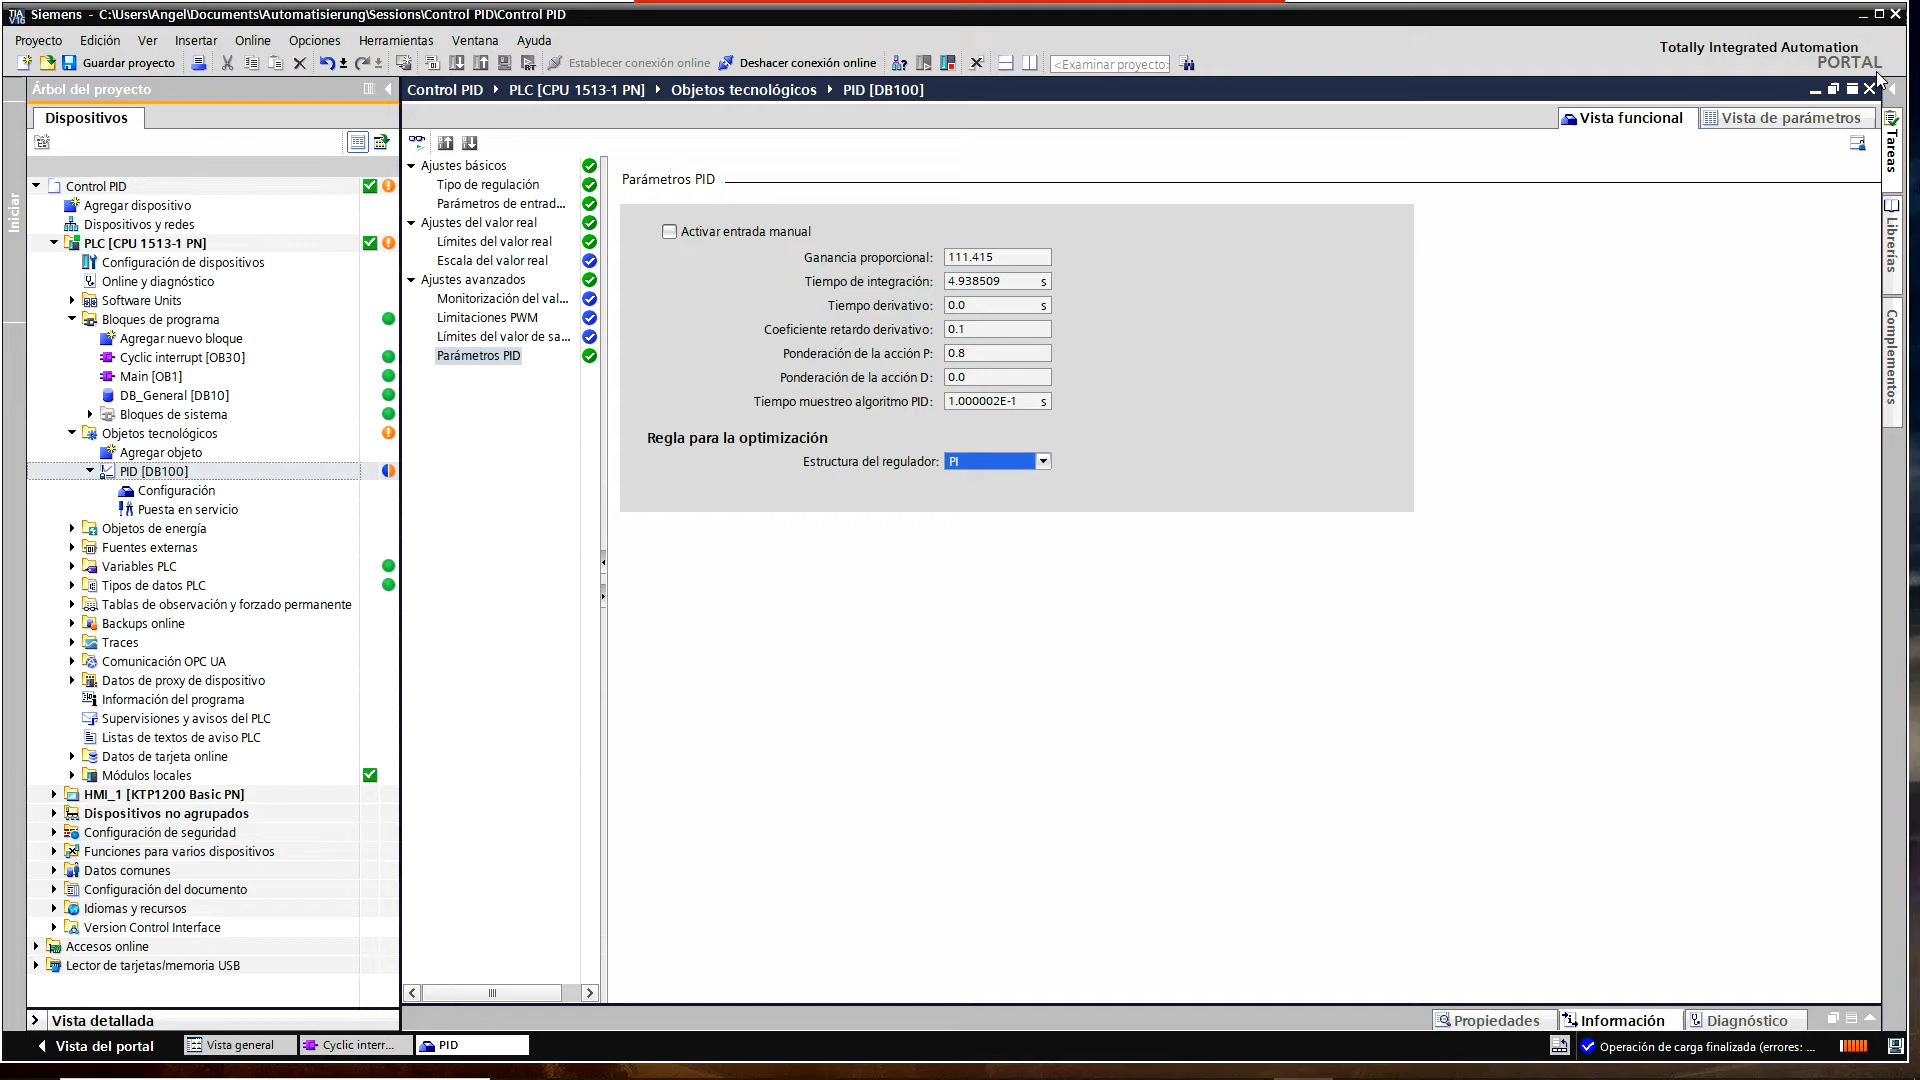 Siemens - C:\Users\Angel\Documents\Automatisierung\Sessions\Control PID\Control PID
Proyecto Edición Ver Insertar Online Opciones Herramientas Ventana Ayuda
Totally Integrated Automation
PORTAL
Guardar proyecto Establecer conexión online Deshacer conexión online <Examinar proyecto>
Árbol del proyecto
Control PID PLC [CPU 1513-1 PN] Objetos tecnológicos PID [DB100]
Dispositivos
Vista funcional Vista de parámetros
Iniciar
Control PID
Agregar dispositivo
Dispositivos y redes
PLC [CPU 1513-1 PN]
Configuración de dispositivos
Online y diagnóstico
Software Units
Bloques de programa
Agregar nuevo bloque
Cyclic interrupt [OB30]
Main [OB1]
DB_General [DB10]
Bloques de sistema
Objetos tecnológicos
Agregar objeto
PID [DB100]
Configuración
Puesta en servicio
Objetos de energía
Fuentes externas
Variables PLC
Tipos de datos PLC
Tablas de observación y forzado permanente
Backups online
Traces
Comunicación OPC UA
Datos de proxy de dispositivo
Información del programa
Supervisiones y avisos del PLC
Listas de textos de aviso PLC
Datos de tarjeta online
Módulos locales
HMI_1 [KTP1200 Basic PN]
Dispositivos no agrupados
Configuración de seguridad
Funciones para varios dispositivos
Datos comunes
Configuración del documento
Idiomas y recursos
Version Control Interface
Accesos online
Lector de tarjetas/memoria USB
Vista detallada
Ajustes básicos
Tipo de regulación
Parámetros de entrad...
Ajustes del valor real
Límites del valor real
Escala del valor real
Ajustes avanzados
Monitorización del val...
Limitaciones PWM
Límites del valor de sa...
Parámetros PID
Parámetros PID
Activar entrada manual
Ganancia proporcional: 111.415
Tiempo de integración: 4.938509 s
Tiempo derivativo: 0.0 s
Coeficiente retardo derivativo: 0.1
Ponderación de la acción P: 0.8
Ponderación de la acción D: 0.0
Tiempo muestreo algoritmo PID: 1.000002E-1 s
Regla para la optimización
Estructura del regulador: PI
Tareas
Librerías
Complementos
Propiedades Información Diagnóstico
Vista del portal Vista general Cyclic interr... PID
Operación de carga finalizada (errores: ...